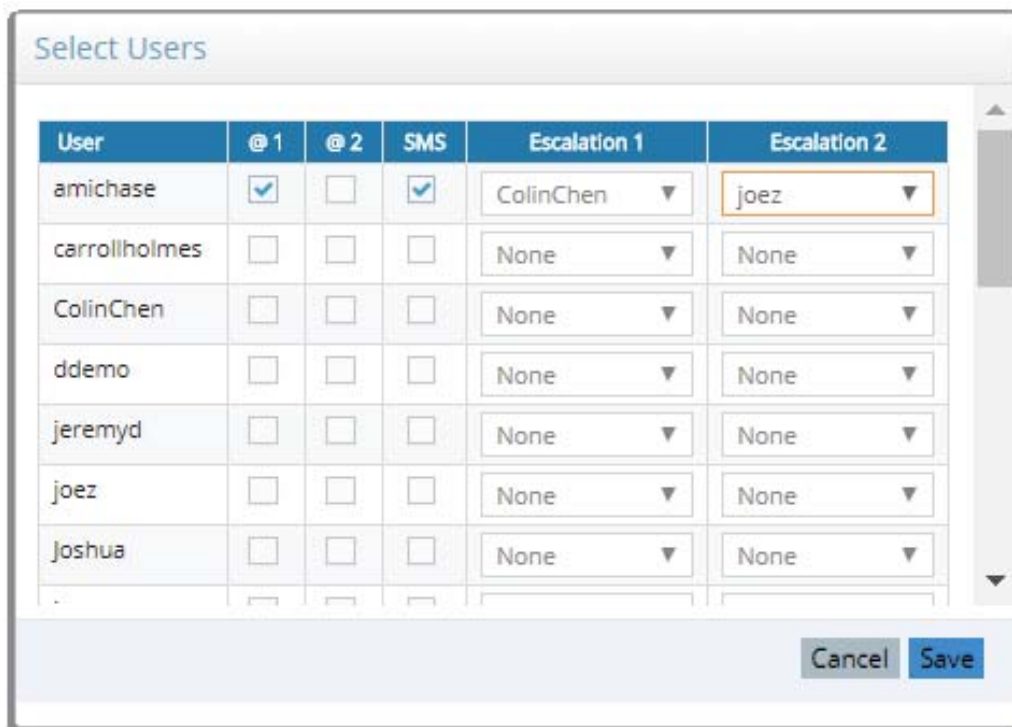 Select Users
User @ 1 @ 2 SMS Escalation 1 Escalation 2
amichase ColinChen joez
carrollholmes None None
ColinChen None None
ddemo None None
jeremyd None None
joez None None
Joshua None None
Cancel Save